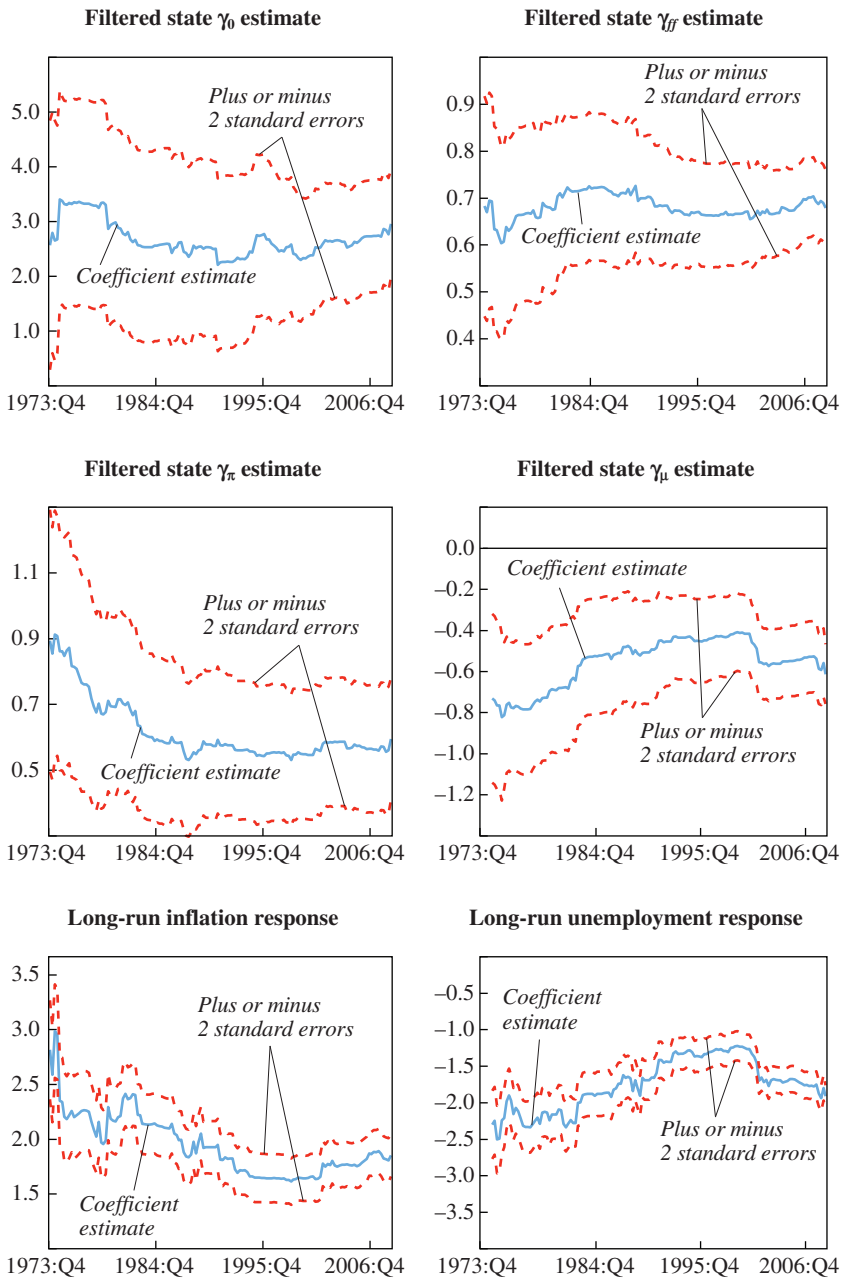 Filtered state γ0 estimate
5.0
4.0
3.0
2.0
1.0
Plus or minus
2 standard errors
Coefficient estimate
1973:Q4 1984:Q4 1995:Q4 2006:Q4
Filtered state γff estimate
0.9
0.8
0.7
0.6
0.5
0.4
Plus or minus
2 standard errors
Coefficient estimate
1973:Q4 1984:Q4 1995:Q4 2006:Q4
Filtered state γπ estimate
1.1
0.9
0.7
0.5
Plus or minus
2 standard errors
Coefficient estimate
1973:Q4 1984:Q4 1995:Q4 2006:Q4
Filtered state γμ estimate
0.0
−0.2
−0.4
−0.6
−0.8
−1.0
−1.2
Coefficient estimate
Plus or minus
2 standard errors
1973:Q4 1984:Q4 1995:Q4 2006:Q4
Long-run inflation response
3.5
3.0
2.5
2.0
1.5
Plus or minus
2 standard errors
Coefficient
estimate
1973:Q4 1984:Q4 1995:Q4 2006:Q4
Long-run unemployment response
−0.5
−1.0
−1.5
−2.0
−2.5
−3.0
−3.5
Coefficient
estimate
Plus or minus
2 standard errors
1973:Q4 1984:Q4 1995:Q4 2006:Q4